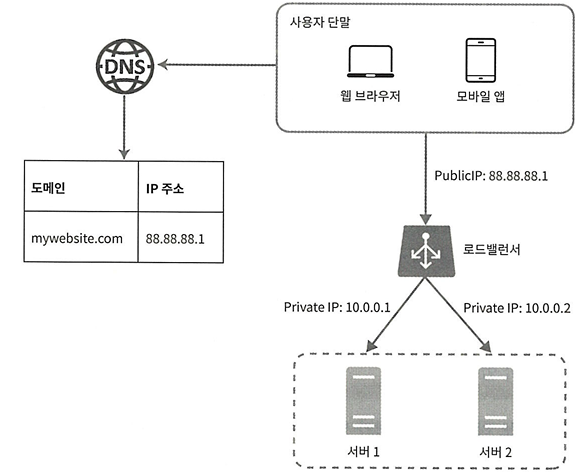 사용자 단말
DNS
웹 브라우저
모바일 앱
도메인
IP 주소
mywebsite.com
88.88.88.1
PublicIP: 88.88.88.1
로드밸런서
Private IP: 10.0.0.1
Private IP: 10.0.0.2
서버 1
서버 2